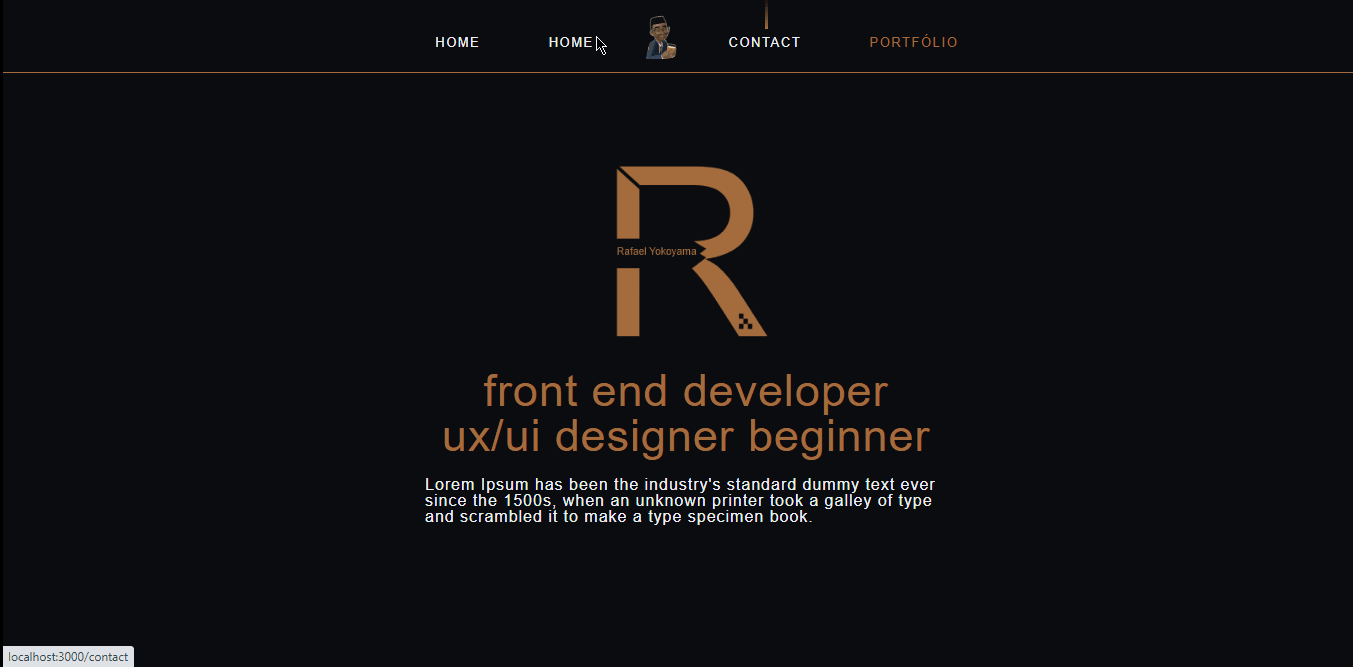 HOME
HOME
CONTACT
PORTFÓLIO
Rafael Yokoyama
front end developer
ux/ui designer beginner
Lorem Ipsum has been the industry's standard dummy text ever
since the 1500s, when an unknown printer took a galley of type
and scrambled it to make a type specimen book.
localhost:3000/contact